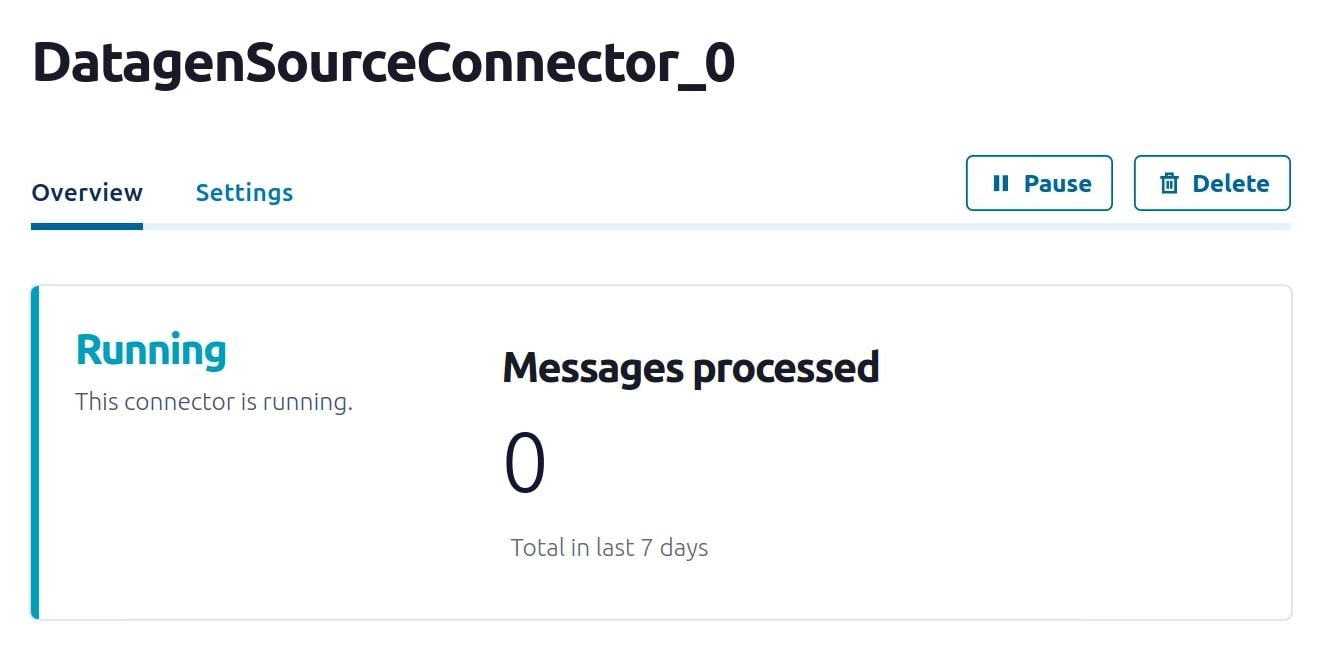 DatagenSourceConnector_0
Overview Settings Pause Delete
Running
This connector is running.
Messages processed
0
Total in last 7 days